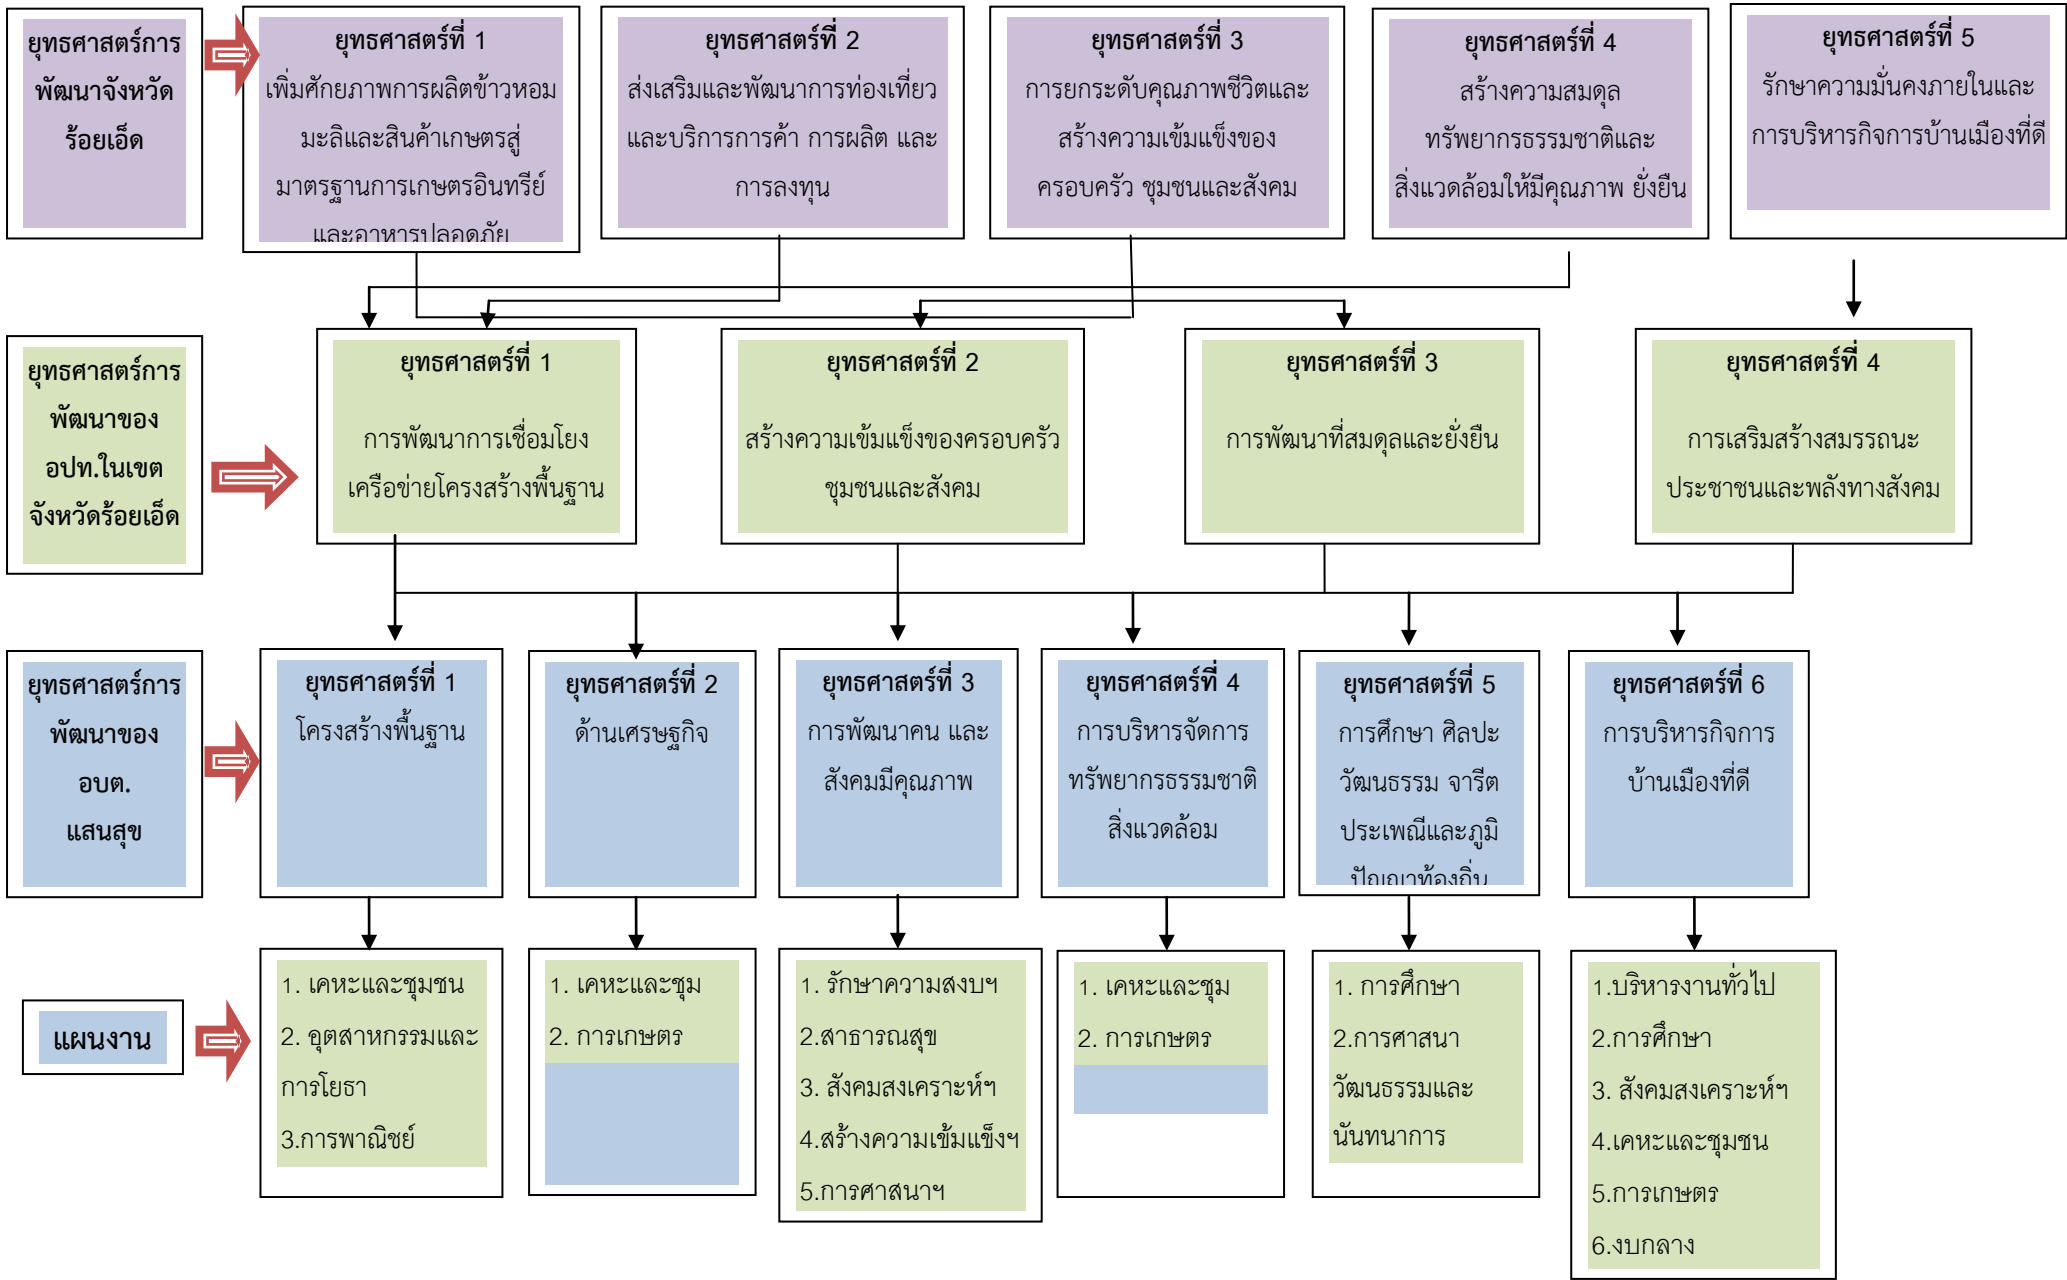 ยุทธศาสตร์การ
พัฒนาจังหวัด
ร้อยเอ็ด
ยุทธศาสตร์ที่ 1
เพิ่มศักยภาพการผลิตข้าวหอม
มะลิและสินค้าเกษตรสู่
มาตรฐานการเกษตรอินทรีย์
และอาหารปลอดภัย
ยุทธศาสตร์ที่ 2
ส่งเสริมและพัฒนาการท่องเที่ยว
และบริการการค้า การผลิต และ
การลงทุน
ยุทธศาสตร์ที่ 3
การยกระดับคุณภาพชีวิตและ
สร้างความเข้มแข็งของ
ครอบครัว ชุมชนและสังคม
ยุทธศาสตร์ที่ 4
สร้างความสมดุล
ทรัพยากรธรรมชาติและ
สิ่งแวดล้อมให้มีคุณภาพ ยั่งยืน
ยุทธศาสตร์ที่ 5
รักษาความมั่นคงภายในและ
การบริหารกิจการบ้านเมืองที่ดี
ยุทธศาสตร์การ
พัฒนาของ
อปท.ในเขต
จังหวัดร้อยเอ็ด
ยุทธศาสตร์ที่ 1
การพัฒนาการเชื่อมโยง
เครือข่ายโครงสร้างพื้นฐาน
ยุทธศาสตร์ที่ 2
สร้างความเข้มแข็งของครอบครัว
ชุมชนและสังคม
ยุทธศาสตร์ที่ 3
การพัฒนาที่สมดุลและยั่งยืน
ยุทธศาสตร์ที่ 4
การเสริมสร้างสมรรถนะ
ประชาชนและพลังทางสังคม
ยุทธศาสตร์การ
พัฒนาของ
อบต.
แสนสุข
ยุทธศาสตร์ที่ 1
โครงสร้างพื้นฐาน
ยุทธศาสตร์ที่ 2
ด้านเศรษฐกิจ
ยุทธศาสตร์ที่ 3
การพัฒนาคน และ
สังคมมีคุณภาพ
ยุทธศาสตร์ที่ 4
การบริหารจัดการ
ทรัพยากรธรรมชาติ
สิ่งแวดล้อม
ยุทธศาสตร์ที่ 5
การศึกษา ศิลปะ
วัฒนธรรม จารีต
ประเพณีและภูมิ
ปัญญาท้องถิ่น
ยุทธศาสตร์ที่ 6
การบริหารกิจการ
บ้านเมืองที่ดี
แผนงาน
1. เคหะและชุมชน
2. อุตสาหกรรมและ
การโยธา
3.การพาณิชย์
1. เคหะและชุม
2. การเกษตร
1. รักษาความสงบฯ
2.สาธารณสุข
3. สังคมสงเคราะห์ฯ
4.สร้างความเข้มแข็งฯ
5.การศาสนาฯ
1. เคหะและชุม
2. การเกษตร
1. การศึกษา
2.การศาสนา
วัฒนธรรมและ
นันทนาการ
1.บริหารงานทั่วไป
2.การศึกษา
3. สังคมสงเคราะห์ฯ
4.เคหะและชุมชน
5.การเกษตร
6.งบกลาง